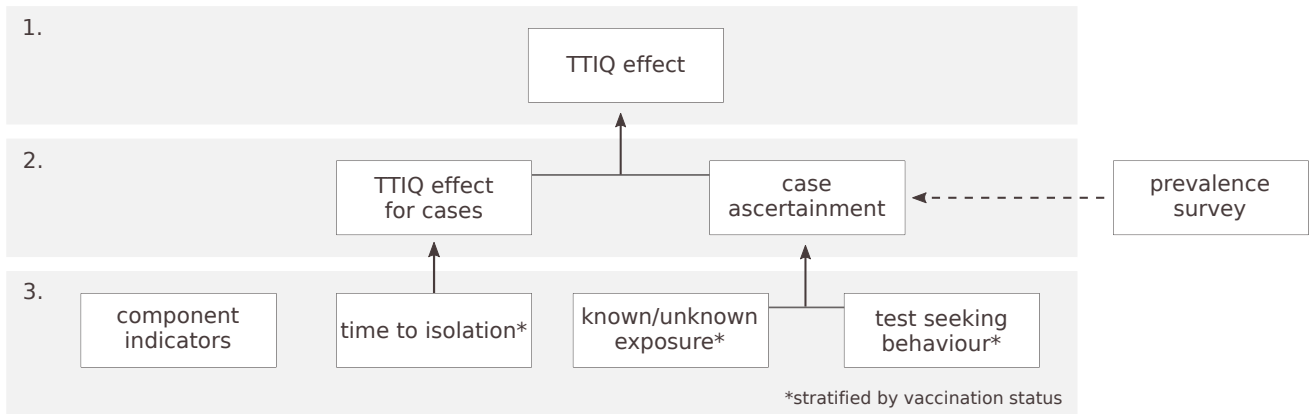 1.
TTIQ effect
2.
TTIQ effect
for cases
case
ascertainment
prevalence
survey
3.
component
indicators
time to isolation*
known/unknown
exposure*
test seeking
behaviour*
*stratified by vaccination status